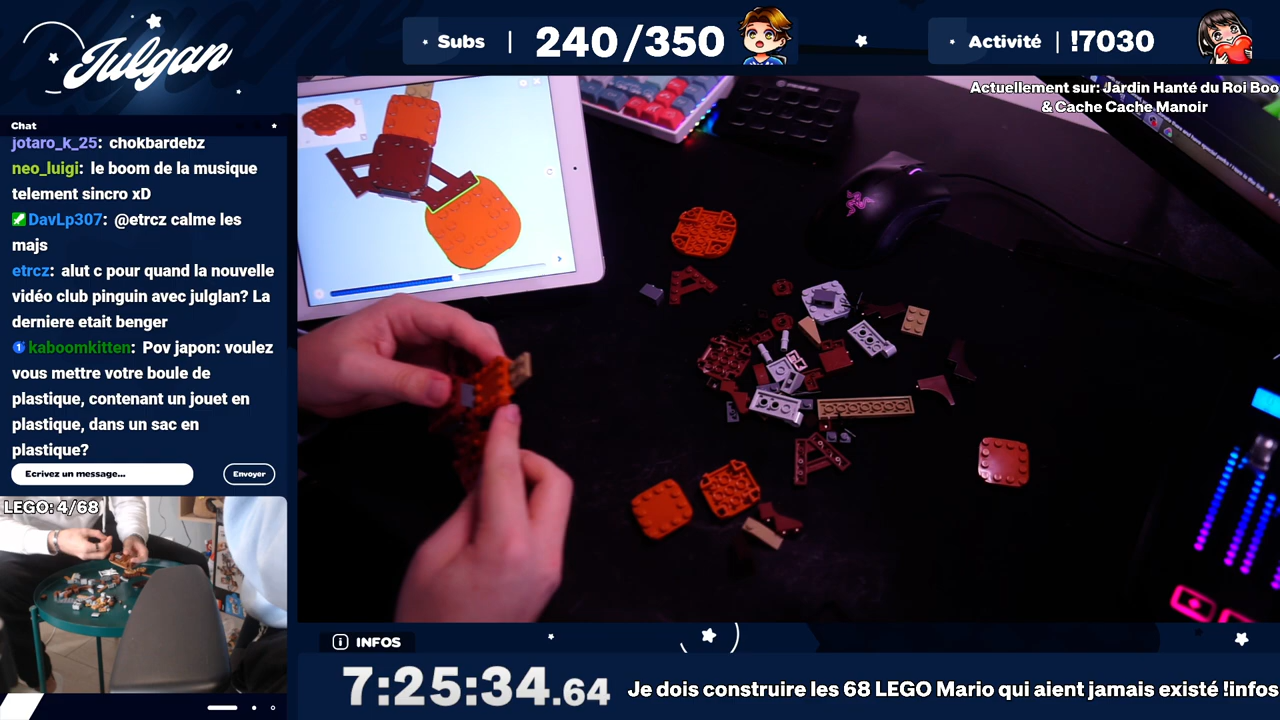 Julgan
Subs | 240/350
Activité | !7030
Actuellement sur: Jardin Hanté du Roi Boo
& Cache Cache Manoir
Chat
jotaro_k_25: chokbardebz
neo_luigi: le boom de la musique
telement sincro xD
DavLp307: @etrcz calme les
majs
etrcz: alut c pour quand la nouvelle
vidéo club pinguin avec julglan? La
derniere etait benger
1 kaboomkitten: Pov japon: voulez
vous mettre votre boule de
plastique, contenant un jouet en
plastique, dans un sac en
plastique?
Ecrivez un message...
Envoyer
LEGO: 4/68
i INFOS
7:25:34.64
Je dois construire les 68 LEGO Mario qui aient jamais existé !infos